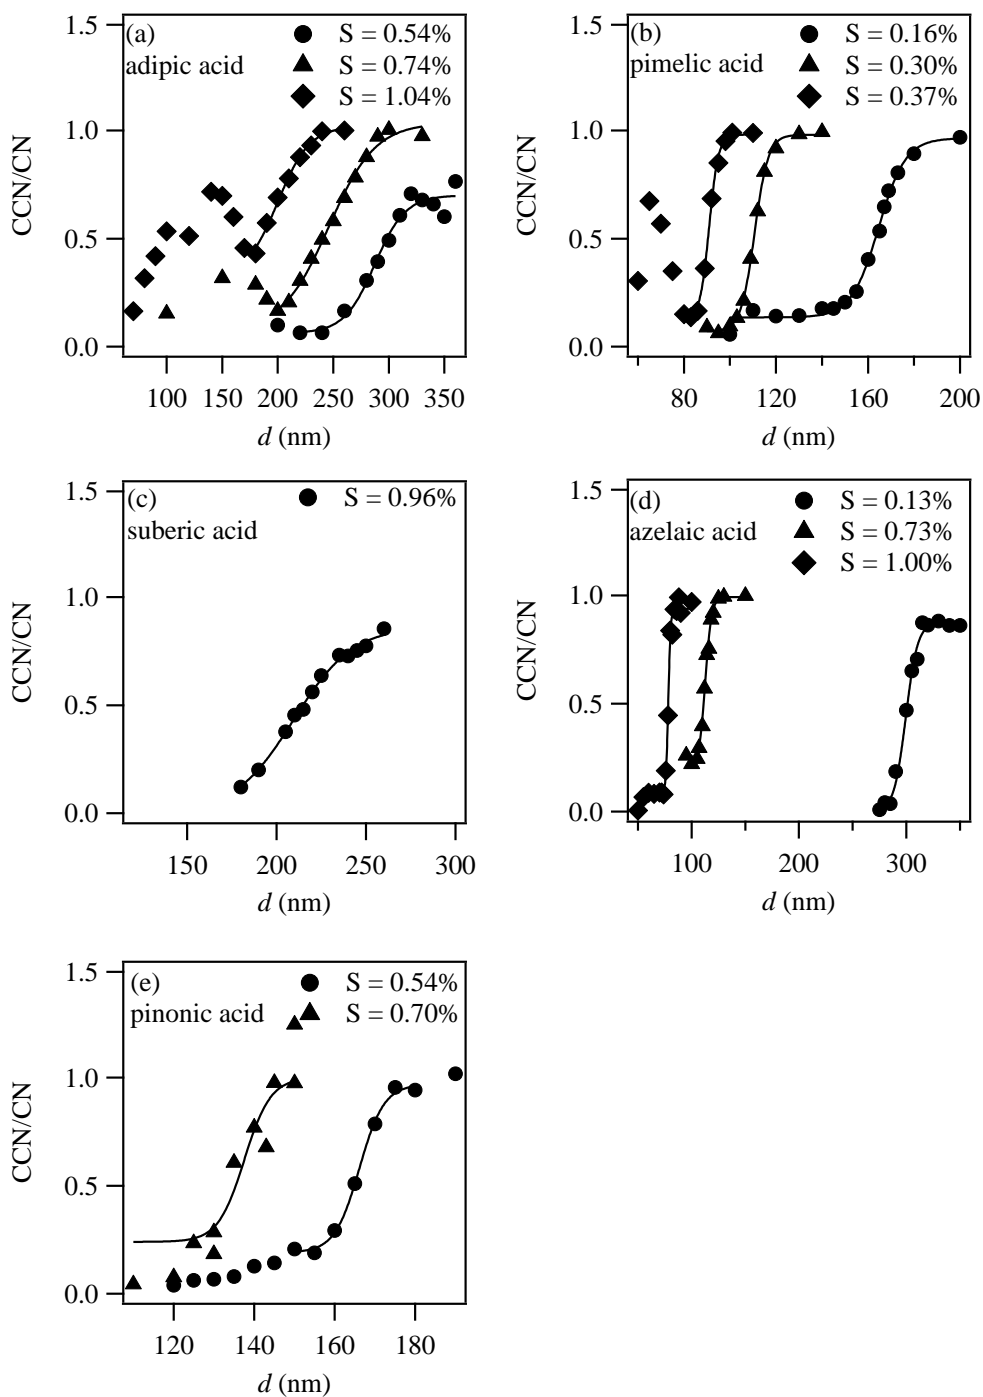 (a)
adipic acid
S = 0.54%
S = 0.74%
S = 1.04%
1.5
1.0
0.5
0.0
CCN/CN
100 150 200 250 300 350
d (nm)
(b)
pimelic acid
S = 0.16%
S = 0.30%
S = 0.37%
1.5
1.0
0.5
0.0
CCN/CN
80 120 160 200
d (nm)
(c)
suberic acid
S = 0.96%
1.5
1.0
0.5
0.0
CCN/CN
150 200 250 300
d (nm)
(d)
azelaic acid
S = 0.13%
S = 0.73%
S = 1.00%
1.5
1.0
0.5
0.0
CCN/CN
100 200 300
d (nm)
(e)
pinonic acid
S = 0.54%
S = 0.70%
1.5
1.0
0.5
0.0
CCN/CN
120 140 160 180
d (nm)